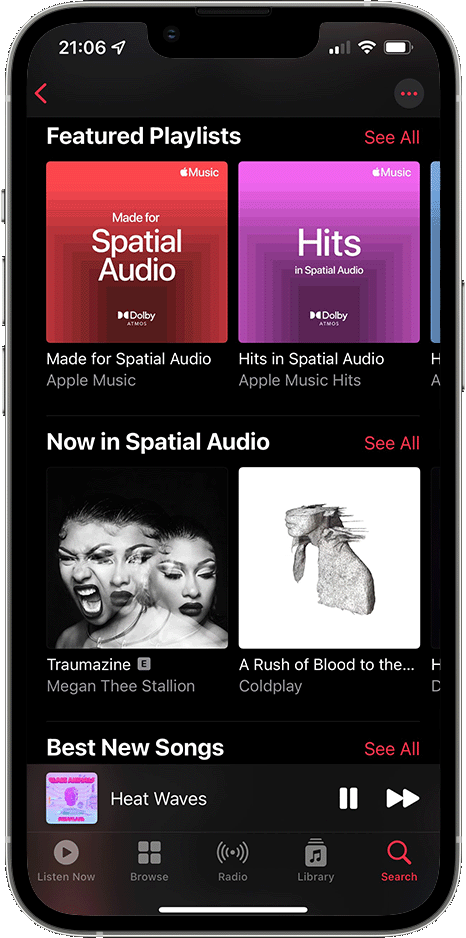 21:06
Featured Playlists
See All
Music
Made for
Spatial
Audio
Dolby
ATMOS
Music
Hits
in Spatial Audio
Dolby
ATMOS
Made for Spatial Audio
Apple Music
Hits in Spatial Audio
Apple Music Hits
H
A
Now in Spatial Audio
See All
Traumazine E
Megan Thee Stallion
A Rush of Blood to the...
Coldplay
H
D
Best New Songs
See All
GLASS ANIMALS
Heat Waves
Listen Now
Browse
Radio
Library
Search